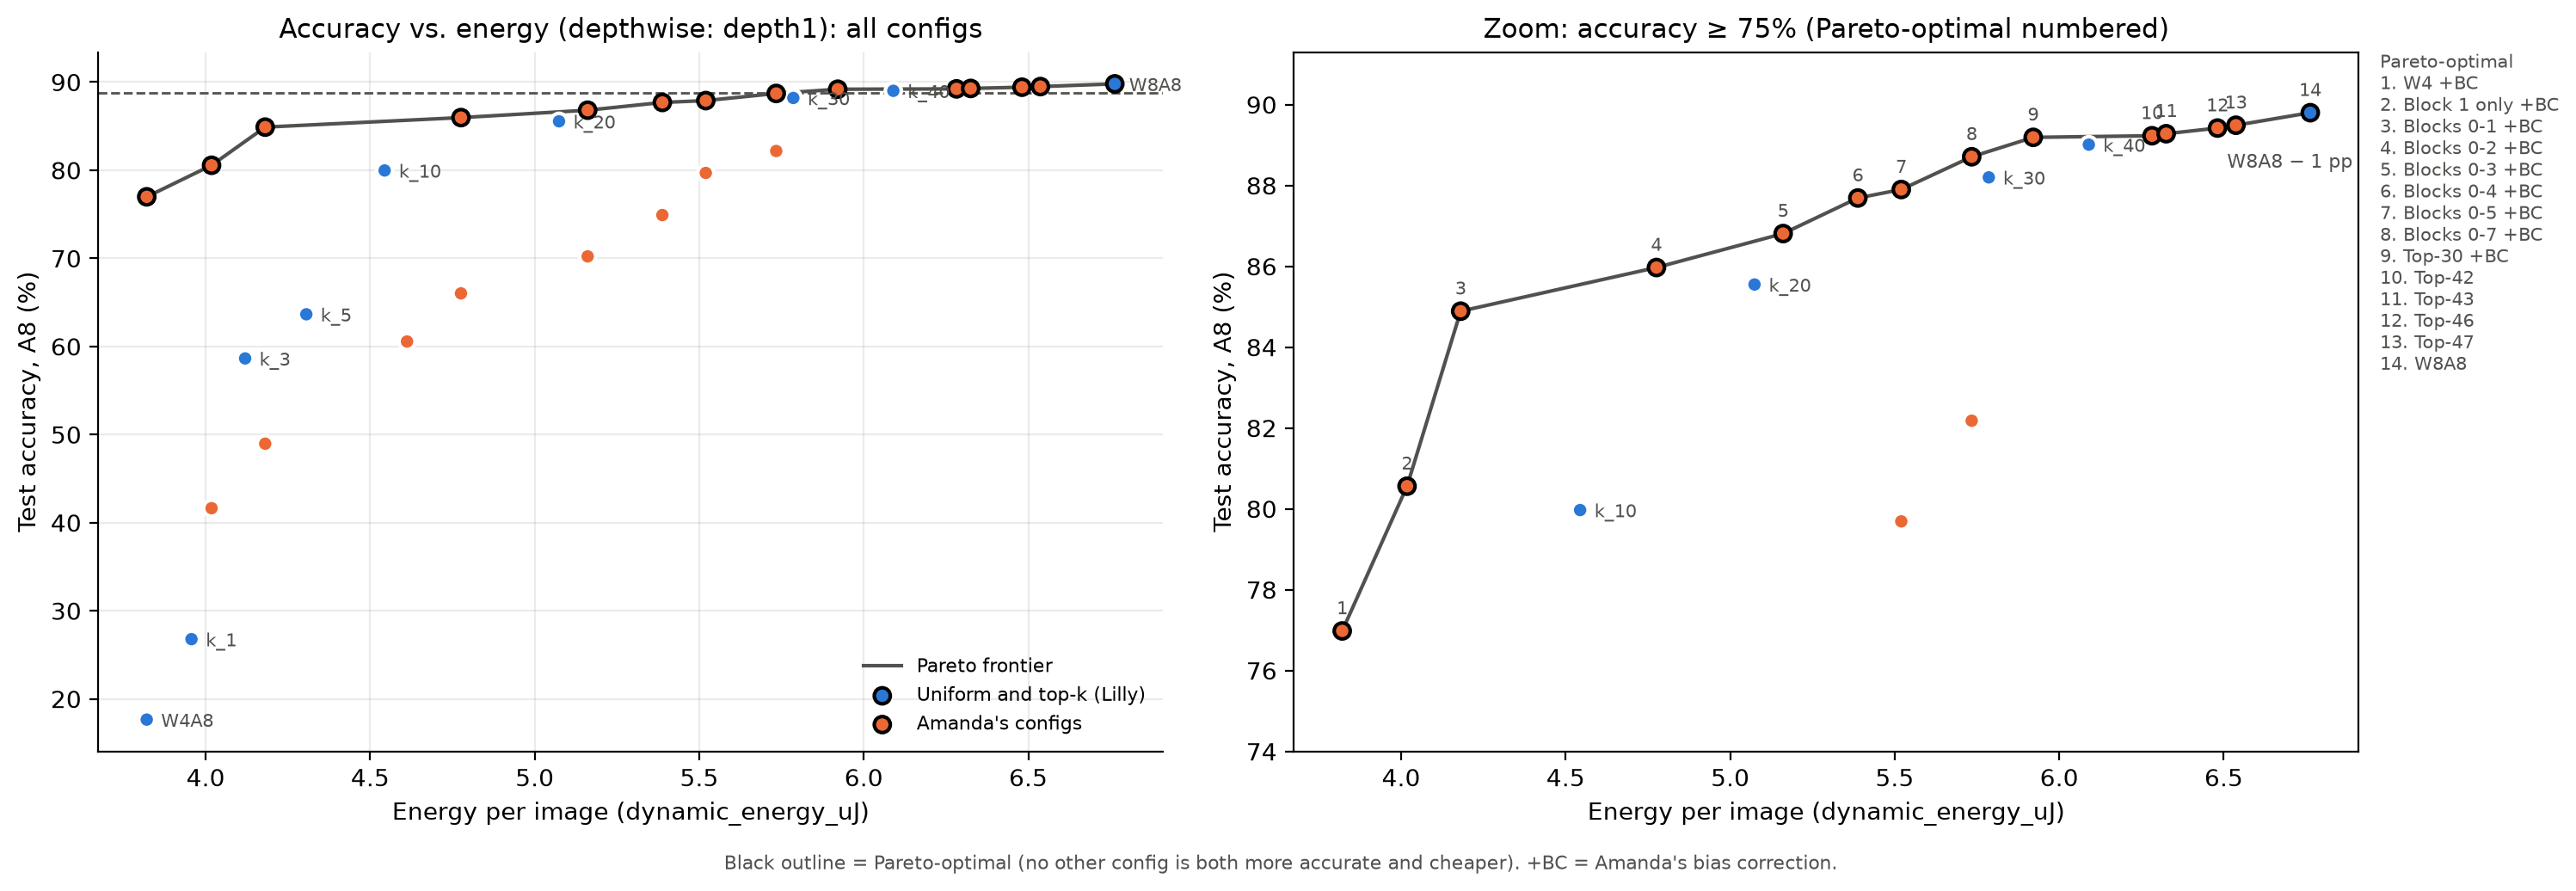 Accuracy vs. energy (depthwise: depth1): all configs
Test accuracy, A8 (%)
90
80
70
60
50
40
30
20
W8A8
k_40
k_30
k_20
k_10
k_5
k_3
k_1
W4A8
Pareto frontier
Uniform and top-k (Lilly)
Amanda's configs
4.0 4.5 5.0 5.5 6.0 6.5
Energy per image (dynamic_energy_uJ)
Zoom: accuracy ≥ 75% (Pareto-optimal numbered)
Test accuracy, A8 (%)
90
88
86
84
82
80
78
76
74
1
2
3
4
5
6
7
8
9
10
11
12
13
14
k_40
W8A8 − 1 pp
k_30
k_20
k_10
4.0 4.5 5.0 5.5 6.0 6.5
Energy per image (dynamic_energy_uJ)
Pareto-optimal
1. W4 +BC
2. Block 1 only +BC
3. Blocks 0-1 +BC
4. Blocks 0-2 +BC
5. Blocks 0-3 +BC
6. Blocks 0-4 +BC
7. Blocks 0-5 +BC
8. Blocks 0-7 +BC
9. Top-30 +BC
10. Top-42
11. Top-43
12. Top-46
13. Top-47
14. W8A8
Black outline = Pareto-optimal (no other config is both more accurate and cheaper). +BC = Amanda's bias correction.